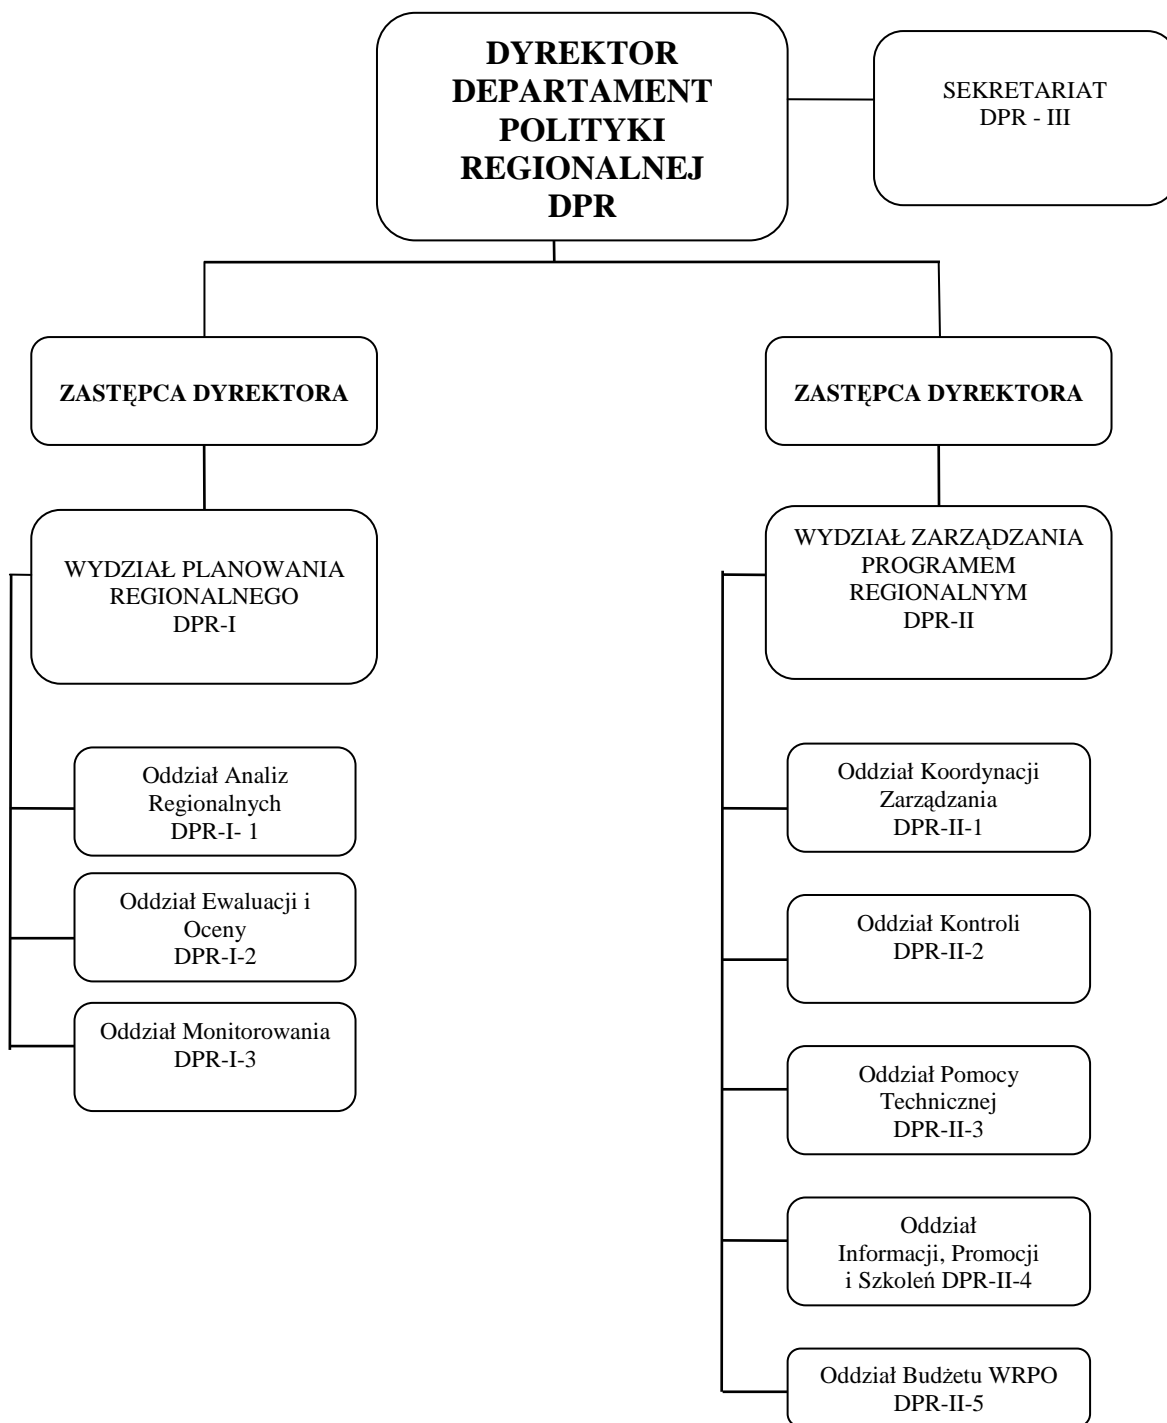 DYREKTOR
DEPARTAMENT
POLITYKI
REGIONALNEJ
DPR
SEKRETARIAT
DPR - III
ZASTĘPCA DYREKTORA
ZASTĘPCA DYREKTORA
WYDZIAŁ PLANOWANIA
REGIONALNEGO
DPR-I
WYDZIAŁ ZARZĄDZANIA
PROGRAMEM
REGIONALNYM
DPR-II
Oddział Analiz
Regionalnych
DPR-I- 1
Oddział Ewaluacji i
Oceny
DPR-I-2
Oddział Monitorowania
DPR-I-3
Oddział Koordynacji
Zarządzania
DPR-II-1
Oddział Kontroli
DPR-II-2
Oddział Pomocy
Technicznej
DPR-II-3
Oddział
Informacji, Promocji
i Szkoleń DPR-II-4
Oddział Budżetu WRPO
DPR-II-5